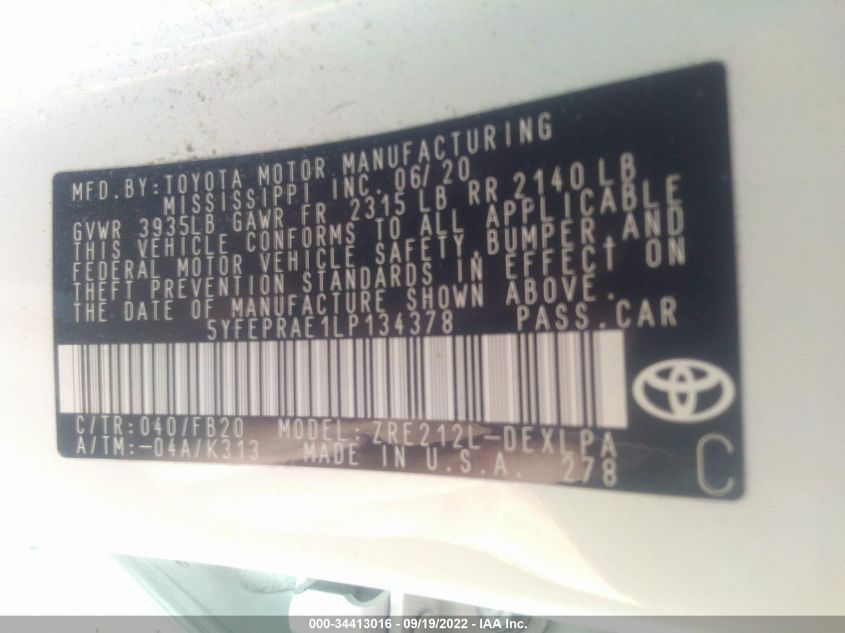 MFD. BY: TOYOTA MOTOR MANUFACTURING
MISSISSIPPI INC. 06/20
GVWR 3935LB GAWR FR 2315 LB RR 2140 LB
THIS VEHICLE CONFORMS TO ALL APPLICABLE
FEDERAL MOTOR VEHICLE SAFETY, BUMPER, AND
THEFT PREVENTION STANDARDS IN EFFECT ON
THE DATE OF MANUFACTURE SHOWN ABOVE.
5YFEPRAE1LP134378 PASS. CAR
C/TR: 040/FB20 MODEL: ZRE212L-DEXLPA
A/TM: -04A/K313 MADE IN U.S.A. 278
C
000-34413016 - 09/19/2022 - IAA Inc.